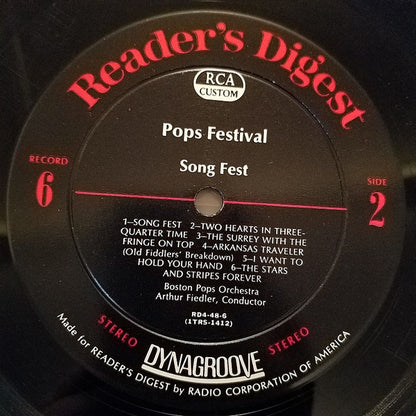 Reader's Digest
RCA
CUSTOM
Pops Festival
Song Fest
RECORD
6
SIDE
2
1–SONG FEST 2–TWO HEARTS IN THREE-
QUARTER TIME 3–THE SURREY WITH THE
FRINGE ON TOP 4–ARKANSAS TRAVELER
(Old Fiddlers' Breakdown) 5–I WANT TO
HOLD YOUR HAND 6–THE STARS
AND STRIPES FOREVER
Boston Pops Orchestra
Arthur Fiedler, Conductor
RD4-48-6
(1TRS-1412)
STEREO
DYNAGROOVE
STEREO
Made for READER'S DIGEST by RADIO CORPORATION OF AMERICA